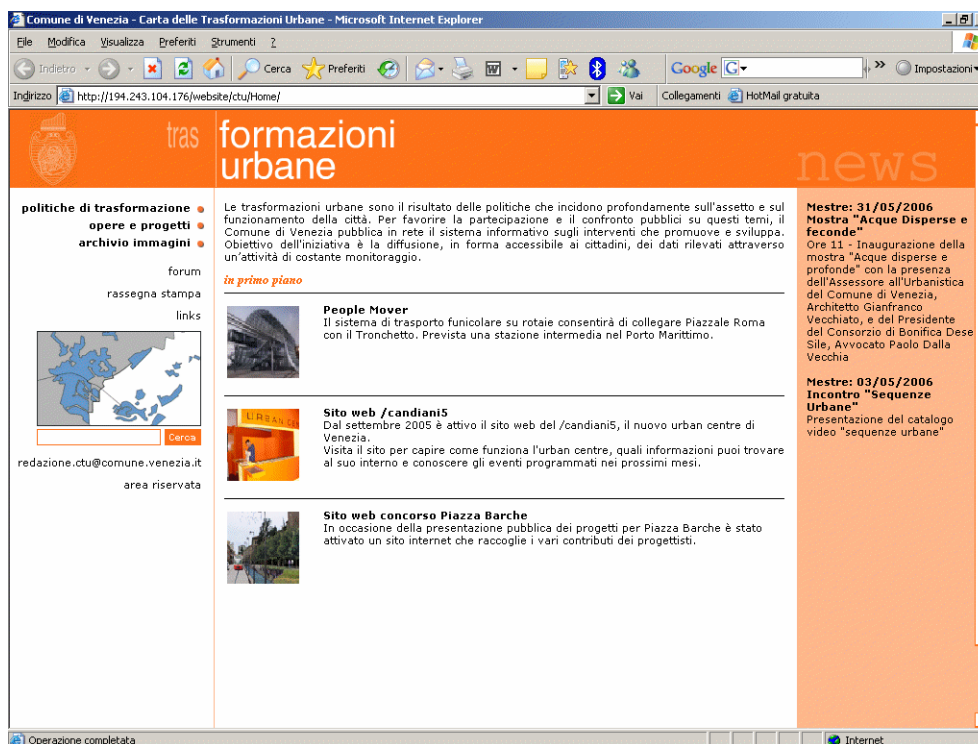 Comune di Venezia - Carta delle Trasformazioni Urbane - Microsoft Internet Explorer
File Modifica Visualizza Preferiti Strumenti ?
Indietro Cerca Preferiti Google G Impostazioni
Indirizzo http://194.243.104.176/website/ctu/Home/ Vai Collegamenti HotMail gratuita
tras formazioni
urbane
news
politiche di trasformazione
opere e progetti
archivio immagini
forum
rassegna stampa
links
Cerca
redazione.ctu@comune.venezia.it
area riservata
Le trasformazioni urbane sono il risultato delle politiche che incidono profondamente sull'assetto e sul
funzionamento della città. Per favorire la partecipazione e il confronto pubblici su questi temi, il
Comune di Venezia pubblica in rete il sistema informativo sugli interventi che promuove e sviluppa.
Obiettivo dell'iniziativa è la diffusione, in forma accessibile ai cittadini, dei dati rilevati attraverso
un'attività di costante monitoraggio.
in primo piano
People Mover
Il sistema di trasporto funicolare su rotaie consentirà di collegare Piazzale Roma
con il Tronchetto. Prevista una stazione intermedia nel Porto Marittimo.
URBAN CEN
Sito web /candiani5
Dal settembre 2005 è attivo il sito web del /candiani5, il nuovo urban centre di
Venezia.
Visita il sito per capire come funziona l'urban centre, quali informazioni puoi trovare
al suo interno e conoscere gli eventi programmati nei prossimi mesi.
Sito web concorso Piazza Barche
In occasione della presentazione pubblica dei progetti per Piazza Barche è stato
attivato un sito internet che raccoglie i vari contributi dei progettisti.
Mestre: 31/05/2006
Mostra "Acque Disperse e
feconde"
Ore 11 - Inaugurazione della
mostra "Acque disperse e
profonde" con la presenza
dell'Assessore all'Urbanistica
del Comune di Venezia,
Architetto Gianfranco
Vecchiato, e del Presidente
del Consorzio di Bonifica Dese
Sile, Avvocato Paolo Dalla
Vecchia
Mestre: 03/05/2006
Incontro "Sequenze
Urbane"
Presentazione del catalogo
video "sequenze urbane"
Operazione completata
Internet